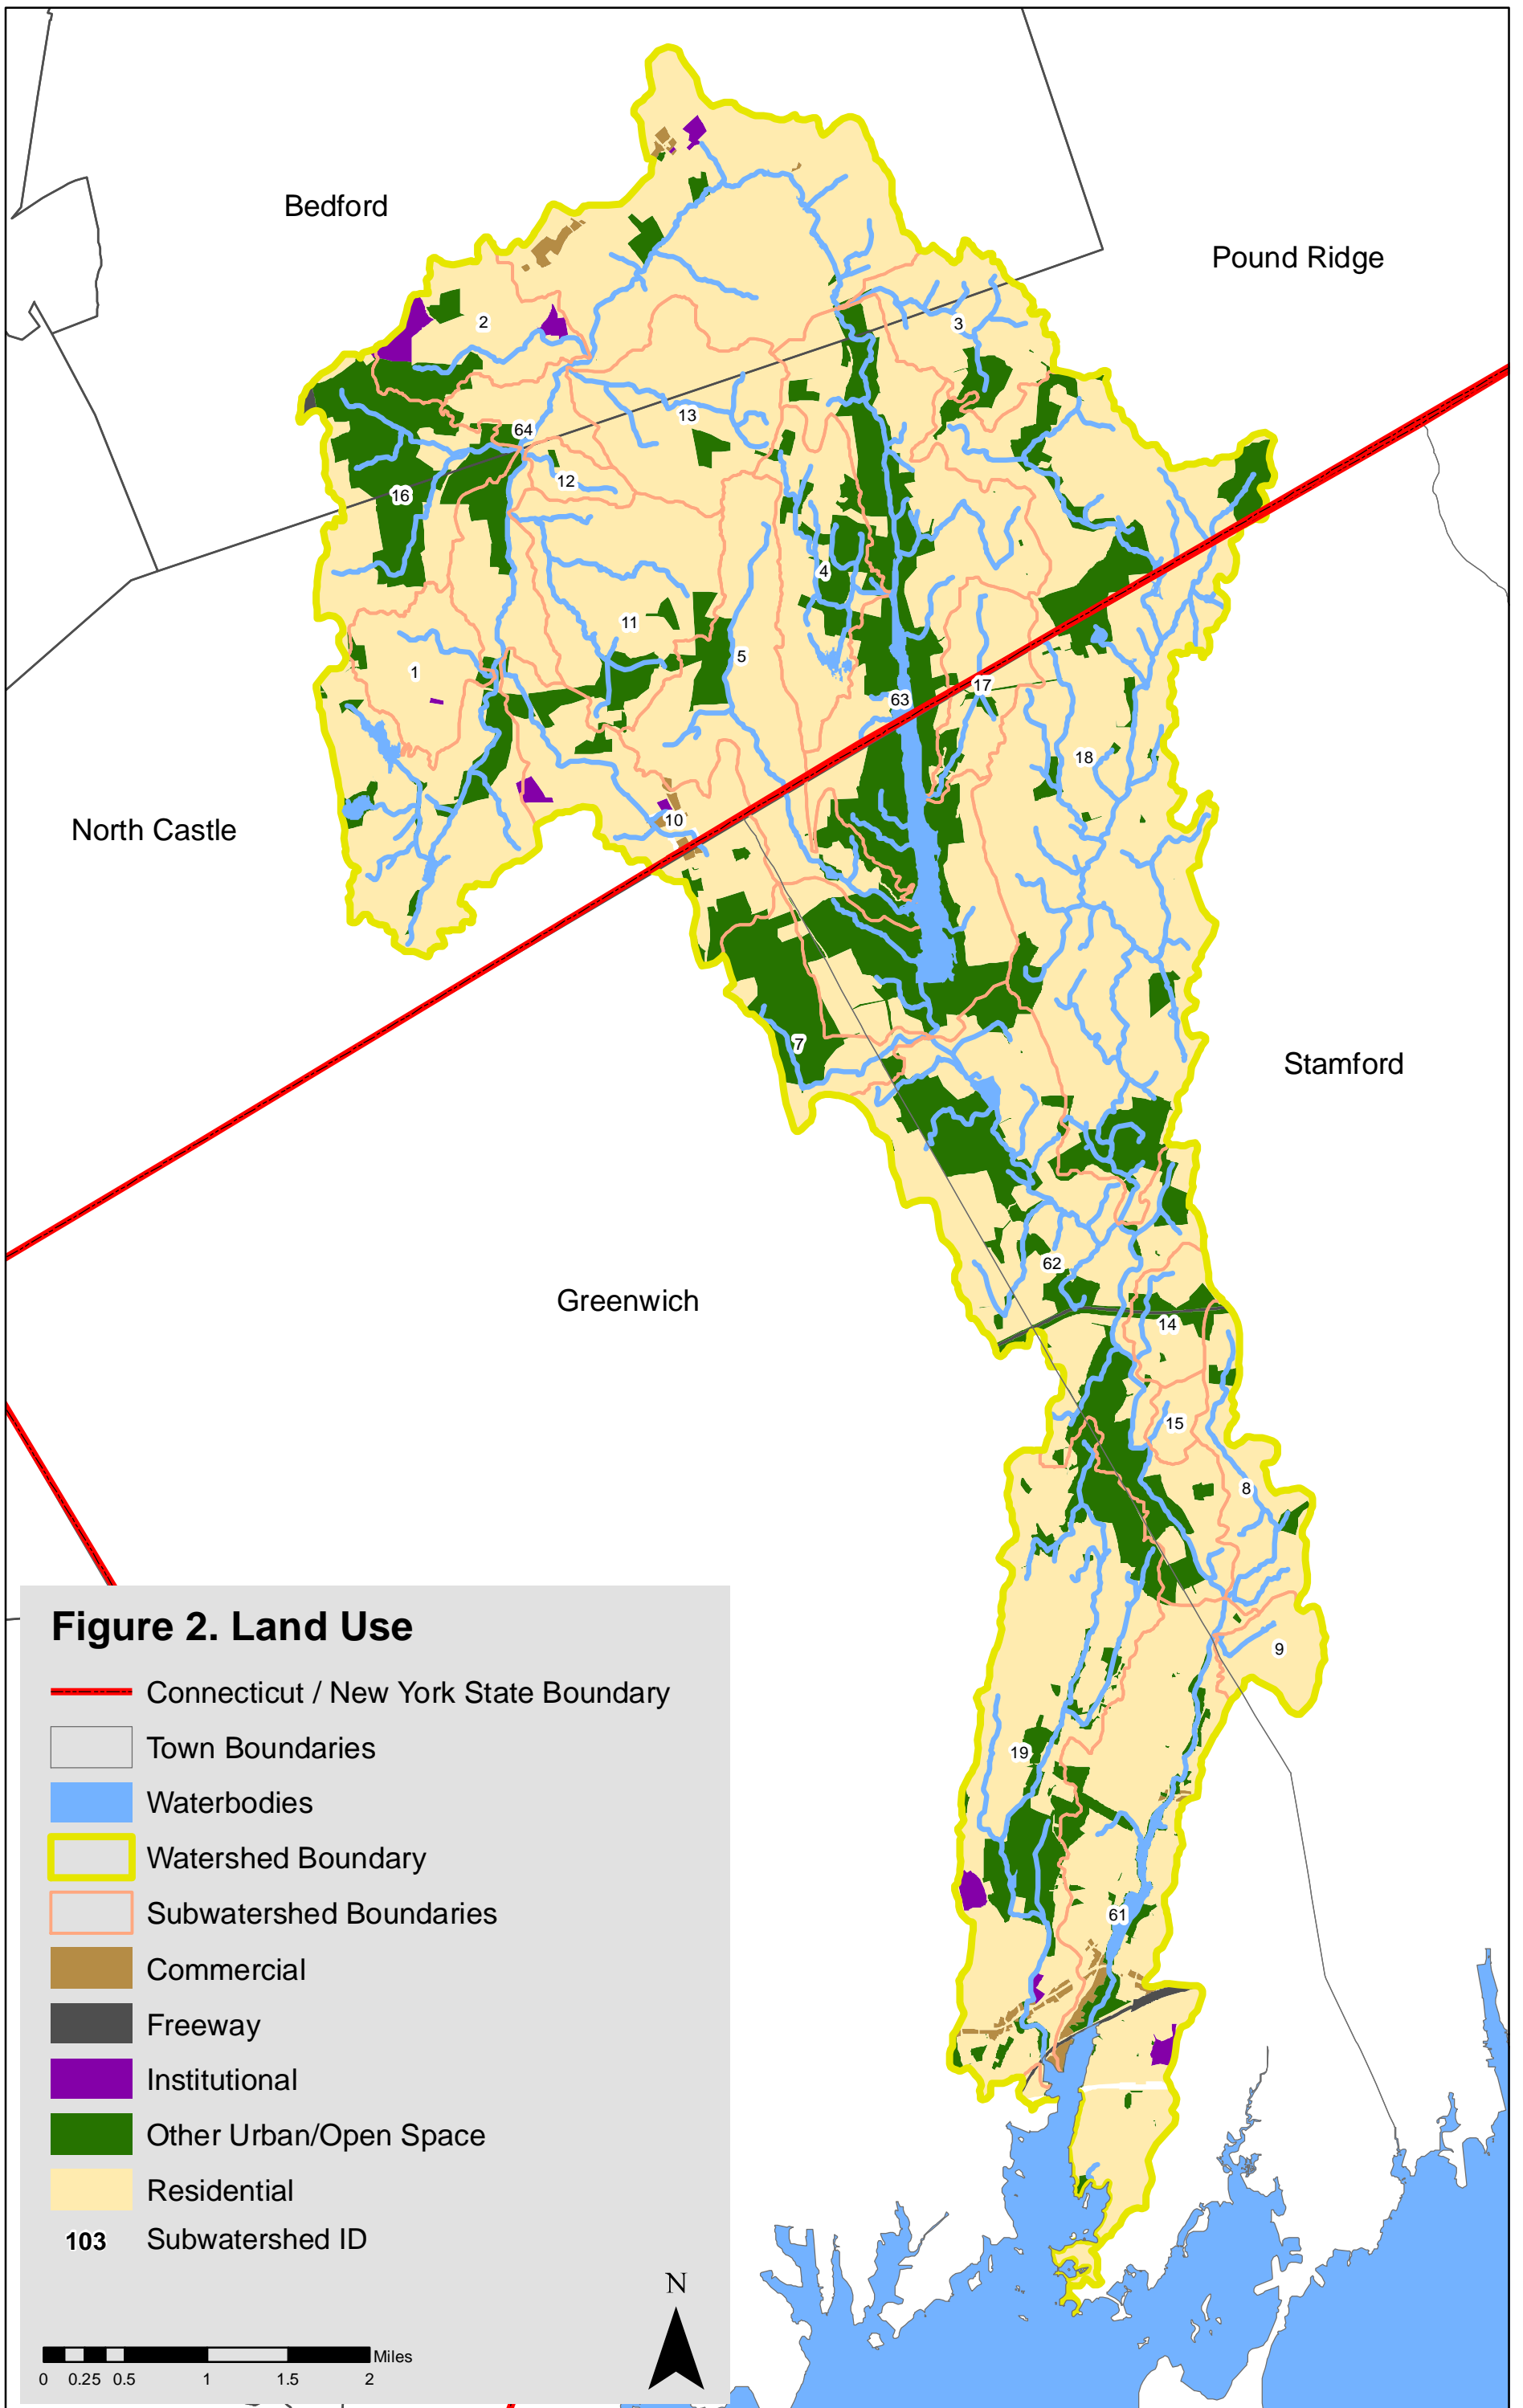 Bedford
Pound Ridge
2
3
13
64
12
16
4
11
5
1
63
17
18
North Castle
10
7
Stamford
62
Greenwich
14
15
8
9
19
61
Figure 2. Land Use
Connecticut / New York State Boundary
Town Boundaries
Waterbodies
Watershed Boundary
Subwatershed Boundaries
Commercial
Freeway
Institutional
Other Urban/Open Space
Residential
103 Subwatershed ID
N
Miles
0 0.25 0.5 1 1.5 2